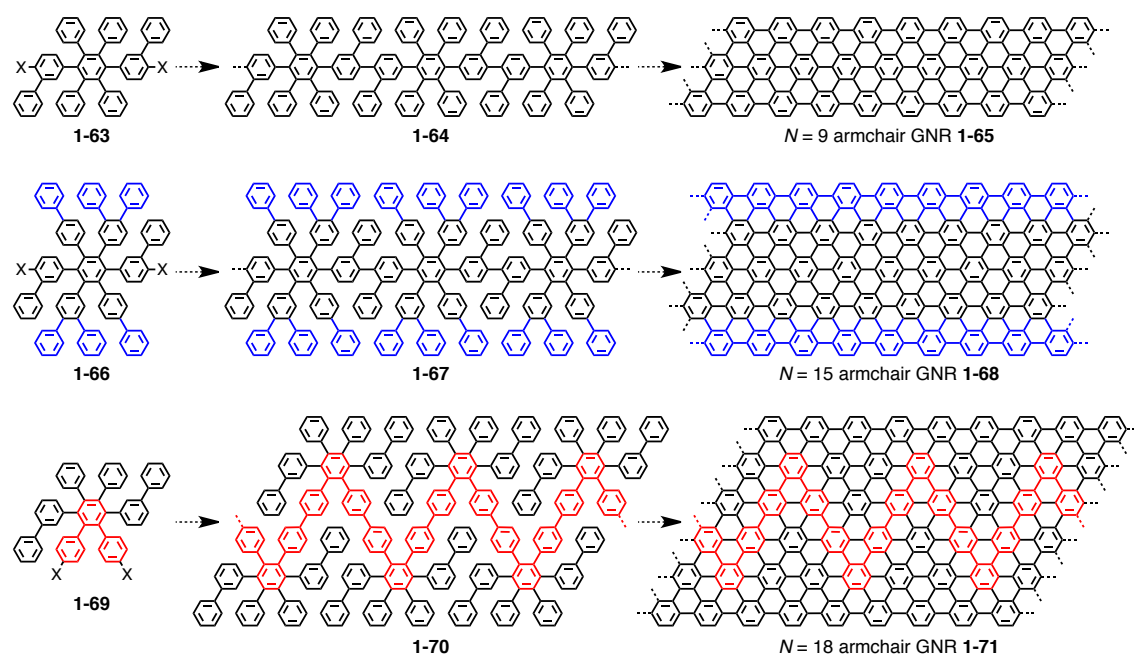 X X
1-63 1-64 N = 9 armchair GNR 1-65
X X
1-66 1-67 N = 15 armchair GNR 1-68
X X
1-69
1-70 N = 18 armchair GNR 1-71